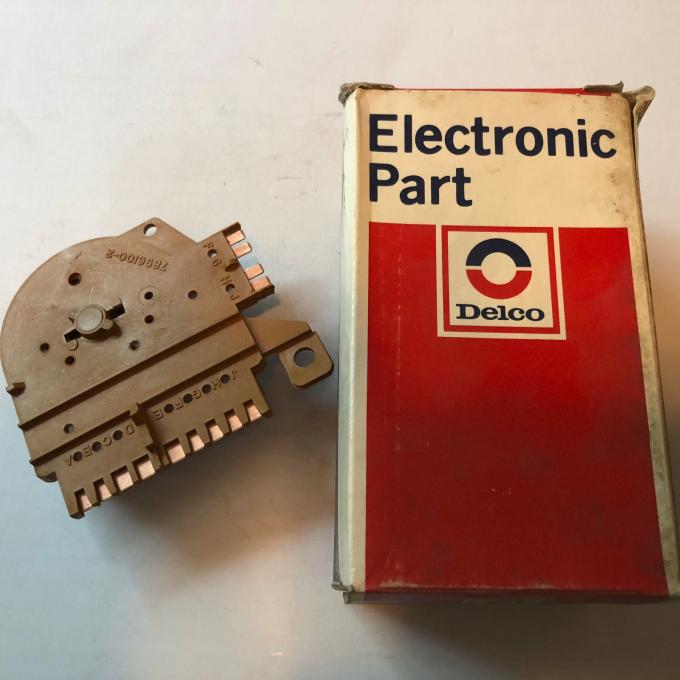 Electronic
Part
Delco
7896100-2
F G H J
J H G F E
D C B A